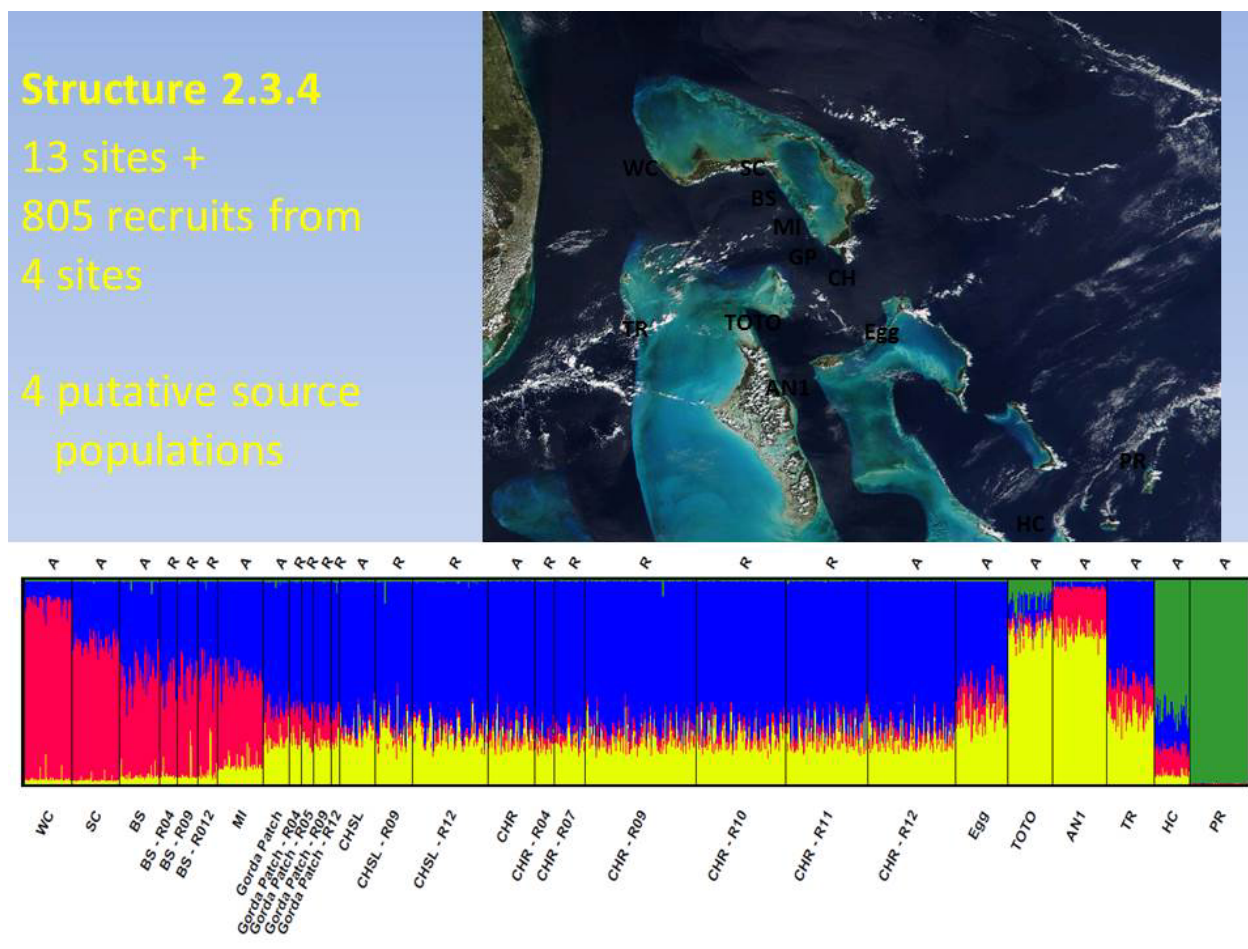 Structure 2.3.4
13 sites +
805 recruits from
4 sites
4 putative source
populations
WC
SC
BS
MI
GP
CH
TR
TOTO
Egg
AN1
PR
HC
A A A R R R A A R R R R A R R A R R R R R A A A A A A A
WC
SC
BS
BS - R04
BS - R09
BS - R012
MI
Gorda Patch
Gorda Patch - R04
Gorda Patch - R05
Gorda Patch - R09
Gorda Patch - R12
CHSL
CHSL - R09
CHSL - R12
CHR
CHR - R04
CHR - R07
CHR - R09
CHR - R10
CHR - R11
CHR - R12
Egg
TOTO
AN1
TR
HC
PR